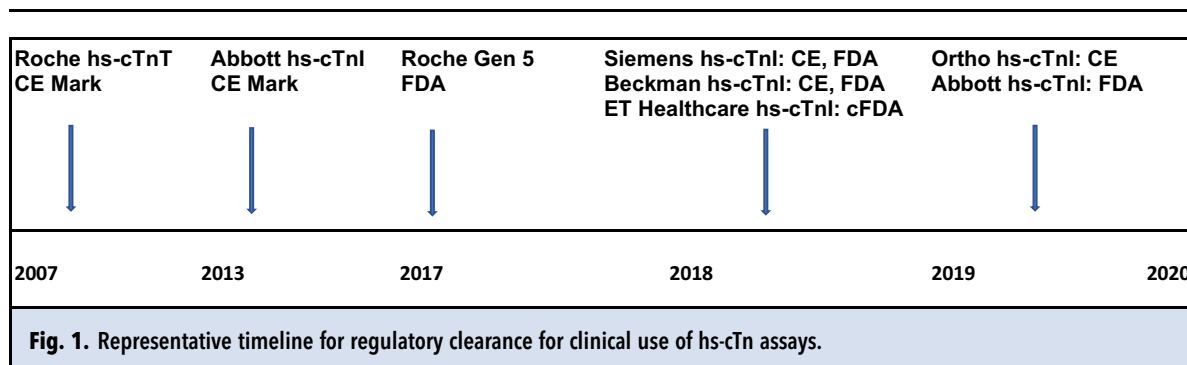 Roche hs-cTnT
CE Mark
Abbott hs-cTnI
CE Mark
Roche Gen 5
FDA
Siemens hs-cTnI: CE, FDA
Beckman hs-cTnI: CE, FDA
ET Healthcare hs-cTnI: cFDA
Ortho hs-cTnI: CE
Abbott hs-cTnI: FDA
2007 2013 2017 2018 2019 2020
Fig. 1. Representative timeline for regulatory clearance for clinical use of hs-cTn assays.